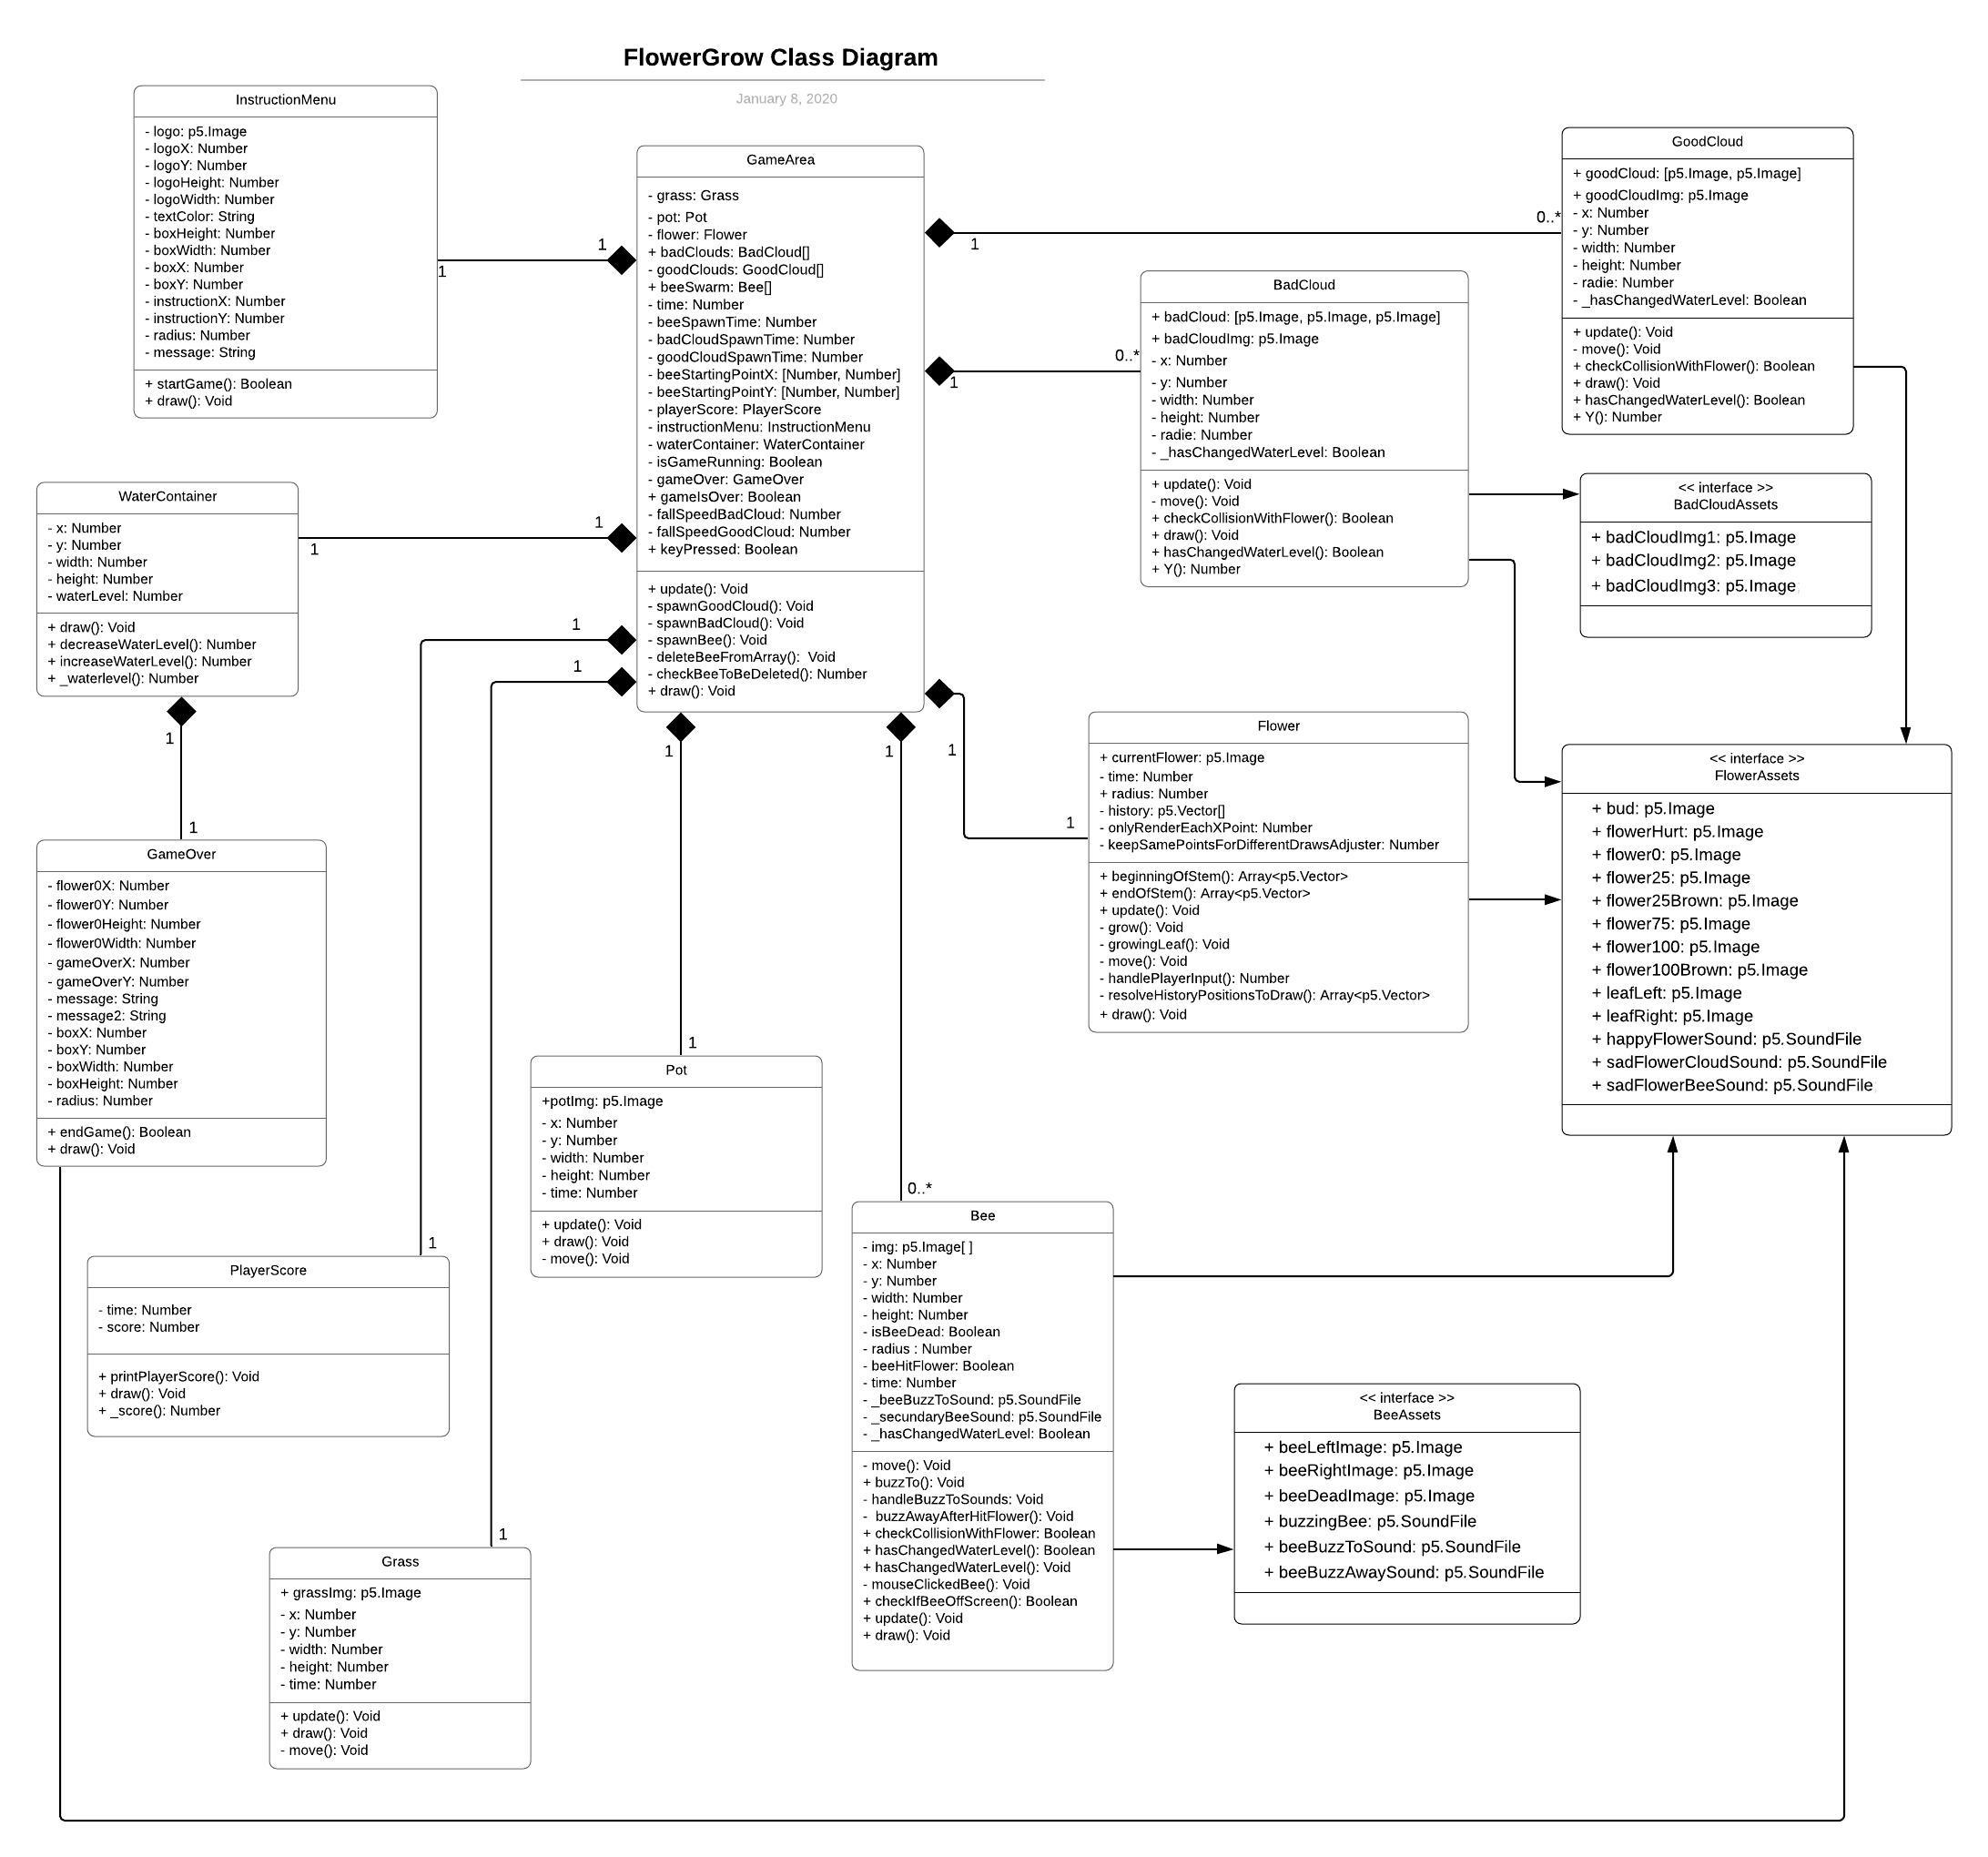 FlowerGrow Class Diagram
January 8, 2020
InstructionMenu
- logo: p5.Image
- logoX: Number
- logoY: Number
- logoHeight: Number
- logoWidth: Number
- textColor: String
- boxHeight: Number
- boxWidth: Number
- boxX: Number
- boxY: Number
- instructionX: Number
- instructionY: Number
- radius: Number
- message: String
+ startGame(): Boolean
+ draw(): Void
1
1
GameArea
- grass: Grass
- pot: Pot
- flower: Flower
+ badClouds: BadCloud[]
- goodClouds: GoodCloud[]
+ beeSwarm: Bee[]
- time: Number
- beeSpawnTime: Number
- badCloudSpawnTime: Number
- goodCloudSpawnTime: Number
- beeStartingPointX: [Number, Number]
- beeStartingPointY: [Number, Number]
- playerScore: PlayerScore
- instructionMenu: InstructionMenu
- waterContainer: WaterContainer
- isGameRunning: Boolean
- gameOver: GameOver
+ gameIsOver: Boolean
- fallSpeedBadCloud: Number
- fallSpeedGoodCloud: Number
+ keyPressed: Boolean
+ update(): Void
- spawnGoodCloud(): Void
- spawnBadCloud(): Void
- spawnBee(): Void
- deleteBeeFromArray():  Void
- checkBeeToBeDeleted(): Number
+ draw(): Void
1
0..*
GoodCloud
+ goodCloud: [p5.Image, p5.Image]
+ goodCloudImg: p5.Image
- x: Number
- y: Number
- width: Number
- height: Number
- radie: Number
- _hasChangedWaterLevel: Boolean
+ update(): Void
- move(): Void
+ checkCollisionWithFlower(): Boolean
+ draw(): Void
+ hasChangedWaterLevel(): Boolean
+ Y(): Number
1
0..*
BadCloud
+ badCloud: [p5.Image, p5.Image, p5.Image]
+ badCloudImg: p5.Image
- x: Number
- y: Number
- width: Number
- height: Number
- radie: Number
- _hasChangedWaterLevel: Boolean
+ update(): Void
- move(): Void
+ checkCollisionWithFlower(): Boolean
+ draw(): Void
+ hasChangedWaterLevel(): Boolean
+ Y(): Number
<< interface >>
BadCloudAssets
+ badCloudImg1: p5.Image
+ badCloudImg2: p5.Image
+ badCloudImg3: p5.Image
WaterContainer
- x: Number
- y: Number
- width: Number
- height: Number
- waterLevel: Number
+ draw(): Void
+ decreaseWaterLevel(): Number
+ increaseWaterLevel(): Number
+ _waterlevel(): Number
1
1
1
1
1
1
1
1
1
1
GameOver
- flower0X: Number
- flower0Y: Number
- flower0Height: Number
- flower0Width: Number
- gameOverX: Number
- gameOverY: Number
- message: String
- message2: String
- boxX: Number
- boxY: Number
- boxWidth: Number
- boxHeight: Number
- radius: Number
+ endGame(): Boolean
+ draw(): Void
Flower
+ currentFlower: p5.Image
- time: Number
+ radius: Number
- history: p5.Vector[]
- onlyRenderEachXPoint: Number
- keepSamePointsForDifferentDrawsAdjuster: Number
+ beginningOfStem(): Array<p5.Vector>
+ endOfStem(): Array<p5.Vector>
+ update(): Void
- grow(): Void
- growingLeaf(): Void
- move(): Void
- handlePlayerInput(): Number
- resolveHistoryPositionsToDraw(): Array<p5.Vector>
+ draw(): Void
<< interface >>
FlowerAssets
+ bud: p5.Image
+ flowerHurt: p5.Image
+ flower0: p5.Image
+ flower25: p5.Image
+ flower25Brown: p5.Image
+ flower75: p5.Image
+ flower100: p5.Image
+ flower100Brown: p5.Image
+ leafLeft: p5.Image
+ leafRight: p5.Image
+ happyFlowerSound: p5.SoundFile
+ sadFlowerCloudSound: p5.SoundFile
+ sadFlowerBeeSound: p5.SoundFile
1
Pot
+potImg: p5.Image
- x: Number
- y: Number
- width: Number
- height: Number
- time: Number
+ update(): Void
+ draw(): Void
- move(): Void
0..*
Bee
- img: p5.Image[ ]
- x: Number
- y: Number
- width: Number
- height: Number
- isBeeDead: Boolean
- radius : Number
- beeHitFlower: Boolean
- time: Number
- _beeBuzzToSound: p5.SoundFile
- _secundaryBeeSound: p5.SoundFile
- _hasChangedWaterLevel: Boolean
- move(): Void
+ buzzTo(): Void
- handleBuzzToSounds: Void
-  buzzAwayAfterHitFlower(): Void
+ checkCollisionWithFlower: Boolean
+ hasChangedWaterLevel(): Boolean
+ hasChangedWaterLevel(): Void
- mouseClickedBee(): Void
+ checkIfBeeOffScreen(): Boolean
+ update(): Void
+ draw(): Void
1
PlayerScore
- time: Number
- score: Number
+ printPlayerScore(): Void
+ draw(): Void
+ _score(): Number
<< interface >>
BeeAssets
+ beeLeftImage: p5.Image
+ beeRightImage: p5.Image
+ beeDeadImage: p5.Image
+ buzzingBee: p5.SoundFile
+ beeBuzzToSound: p5.SoundFile
+ beeBuzzAwaySound: p5.SoundFile
1
Grass
+ grassImg: p5.Image
- x: Number
- y: Number
- width: Number
- height: Number
- time: Number
+ update(): Void
+ draw(): Void
- move(): Void